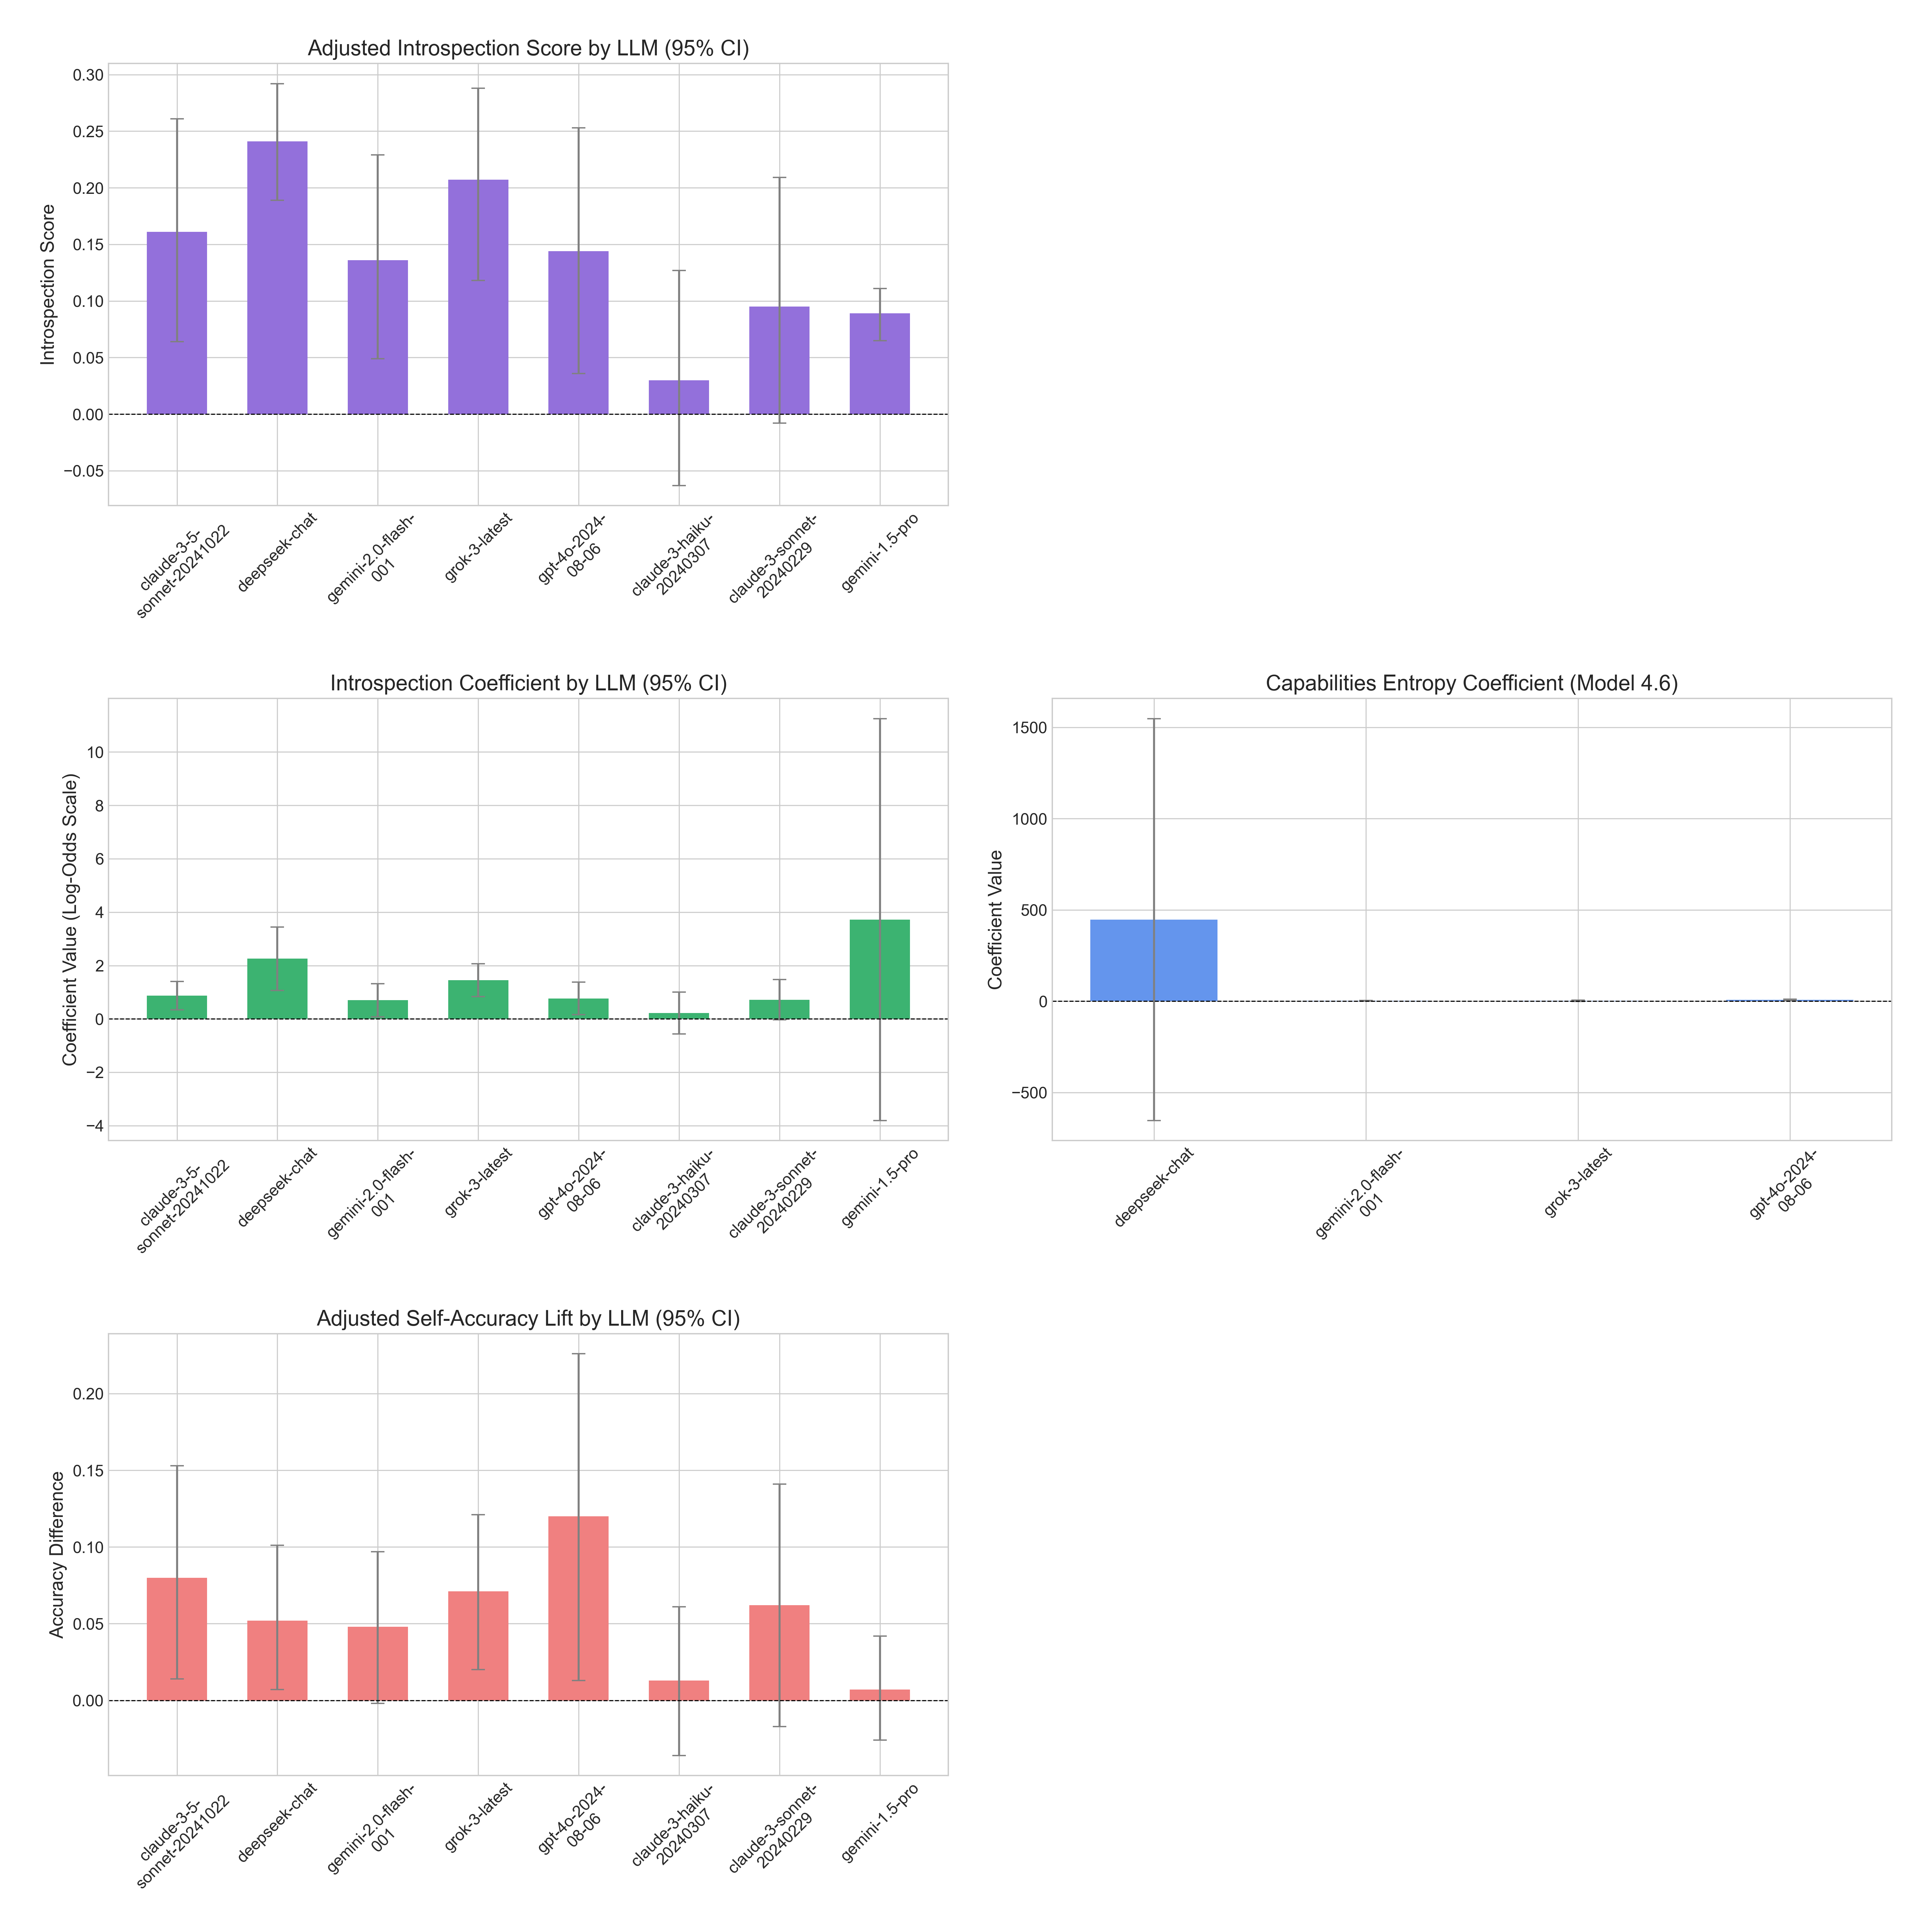 Adjusted Introspection Score by LLM (95% CI)
Introspection Score
0.30
0.25
0.20
0.15
0.10
0.05
0.00
−0.05
claude-3-5-
sonnet-20241022
deepseek-chat
gemini-2.0-flash-
001
grok-3-latest
gpt-4o-2024-
08-06
claude-3-haiku-
20240307
claude-3-sonnet-
20240229
gemini-1.5-pro
Introspection Coefficient by LLM (95% CI)
Coefficient Value (Log-Odds Scale)
10
8
6
4
2
0
−2
−4
claude-3-5-
sonnet-20241022
deepseek-chat
gemini-2.0-flash-
001
grok-3-latest
gpt-4o-2024-
08-06
claude-3-haiku-
20240307
claude-3-sonnet-
20240229
gemini-1.5-pro
Capabilities Entropy Coefficient (Model 4.6)
Coefficient Value
1500
1000
500
0
−500
deepseek-chat
gemini-2.0-flash-
001
grok-3-latest
gpt-4o-2024-
08-06
Adjusted Self-Accuracy Lift by LLM (95% CI)
Accuracy Difference
0.20
0.15
0.10
0.05
0.00
claude-3-5-
sonnet-20241022
deepseek-chat
gemini-2.0-flash-
001
grok-3-latest
gpt-4o-2024-
08-06
claude-3-haiku-
20240307
claude-3-sonnet-
20240229
gemini-1.5-pro